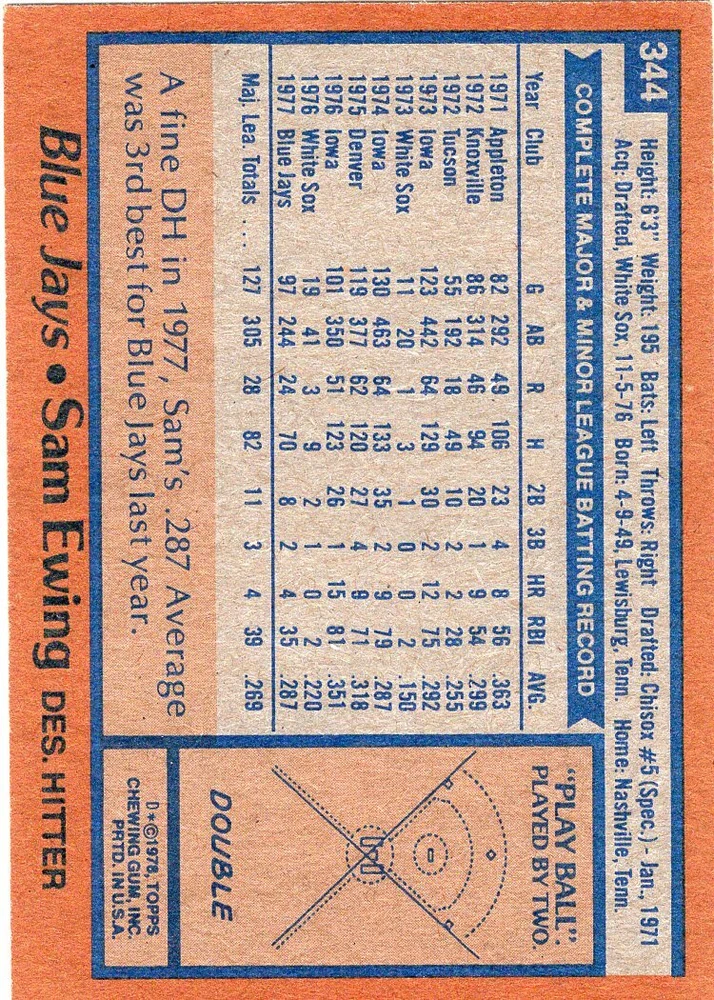 344
Height: 6'3" Weight: 195 Bats: Left Throws: Right Drafted: Chisox #5 (Spec.) - Jan., 1971
Acq: Drafted, White Sox, 11-5-76 Born: 4-9-49, Lewisburg, Tenn. Home: Nashville, Tenn.
COMPLETE MAJOR & MINOR LEAGUE BATTING RECORD
Year Club G AB R H 2B 3B HR RBI AVG.
1971 Appleton 82 292 49 106 23 4 8 56 .363
1972 Knoxville 86 314 46 94 20 1 9 54 .299
1972 Tucson 55 192 18 49 10 2 2 28 .255
1973 Iowa 123 442 64 129 30 2 12 75 .292
1973 White Sox 11 20 1 3 1 0 0 2 .150
1974 Iowa 130 463 64 133 35 2 9 79 .287
1975 Denver 119 377 62 120 27 4 9 71 .318
1976 Iowa 101 350 51 123 26 1 15 81 .351
1976 White Sox 19 41 3 9 2 1 0 2 .220
1977 Blue Jays 97 244 24 70 8 2 4 35 .287
Maj. Lea. Totals .... 127 305 28 82 11 3 4 39 .269
A fine DH in 1977, Sam's .287 Average
was 3rd best for Blue Jays last year.
"PLAY BALL".
PLAYED BY TWO.
DOUBLE
D*©1978, TOPPS
CHEWING GUM, INC.
PRTD. IN U.S.A.
Blue Jays • Sam Ewing DES. HITTER